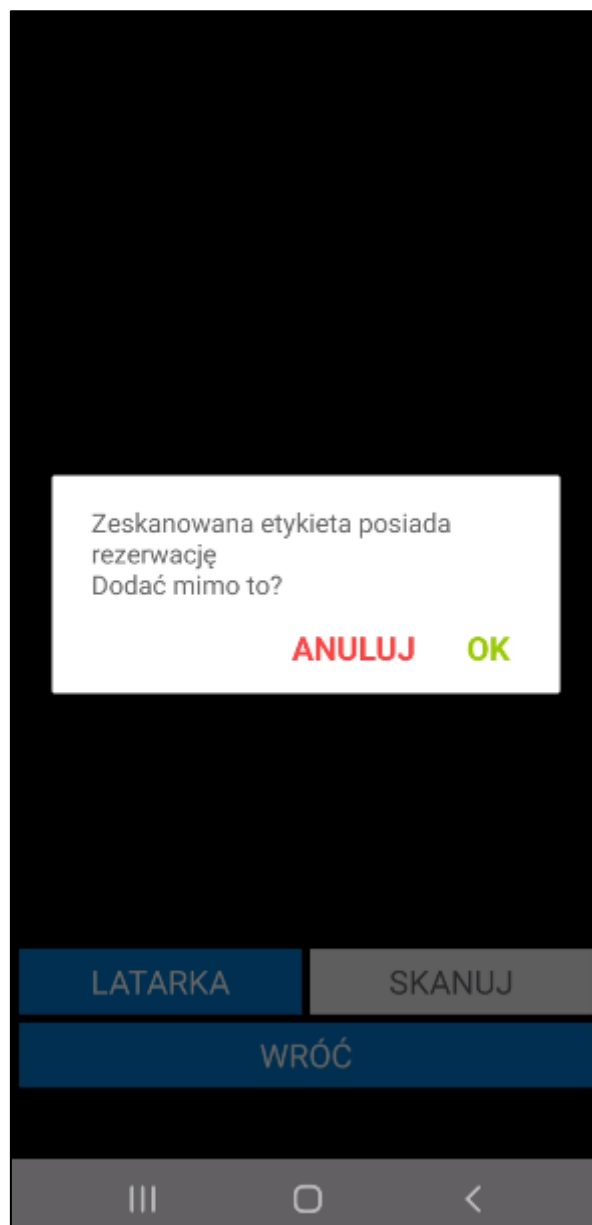 Zeskanowana etykieta posiada
rezerwację
Dodać mimo to?
ANULUJ OK
LATARKA SKANUJ
WRÓĆ